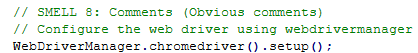 // SMELL 8: Comments (Obvious comments)
// Configure the web driver using webdrivermanager
WebDriverManager.chromedriver().setup();